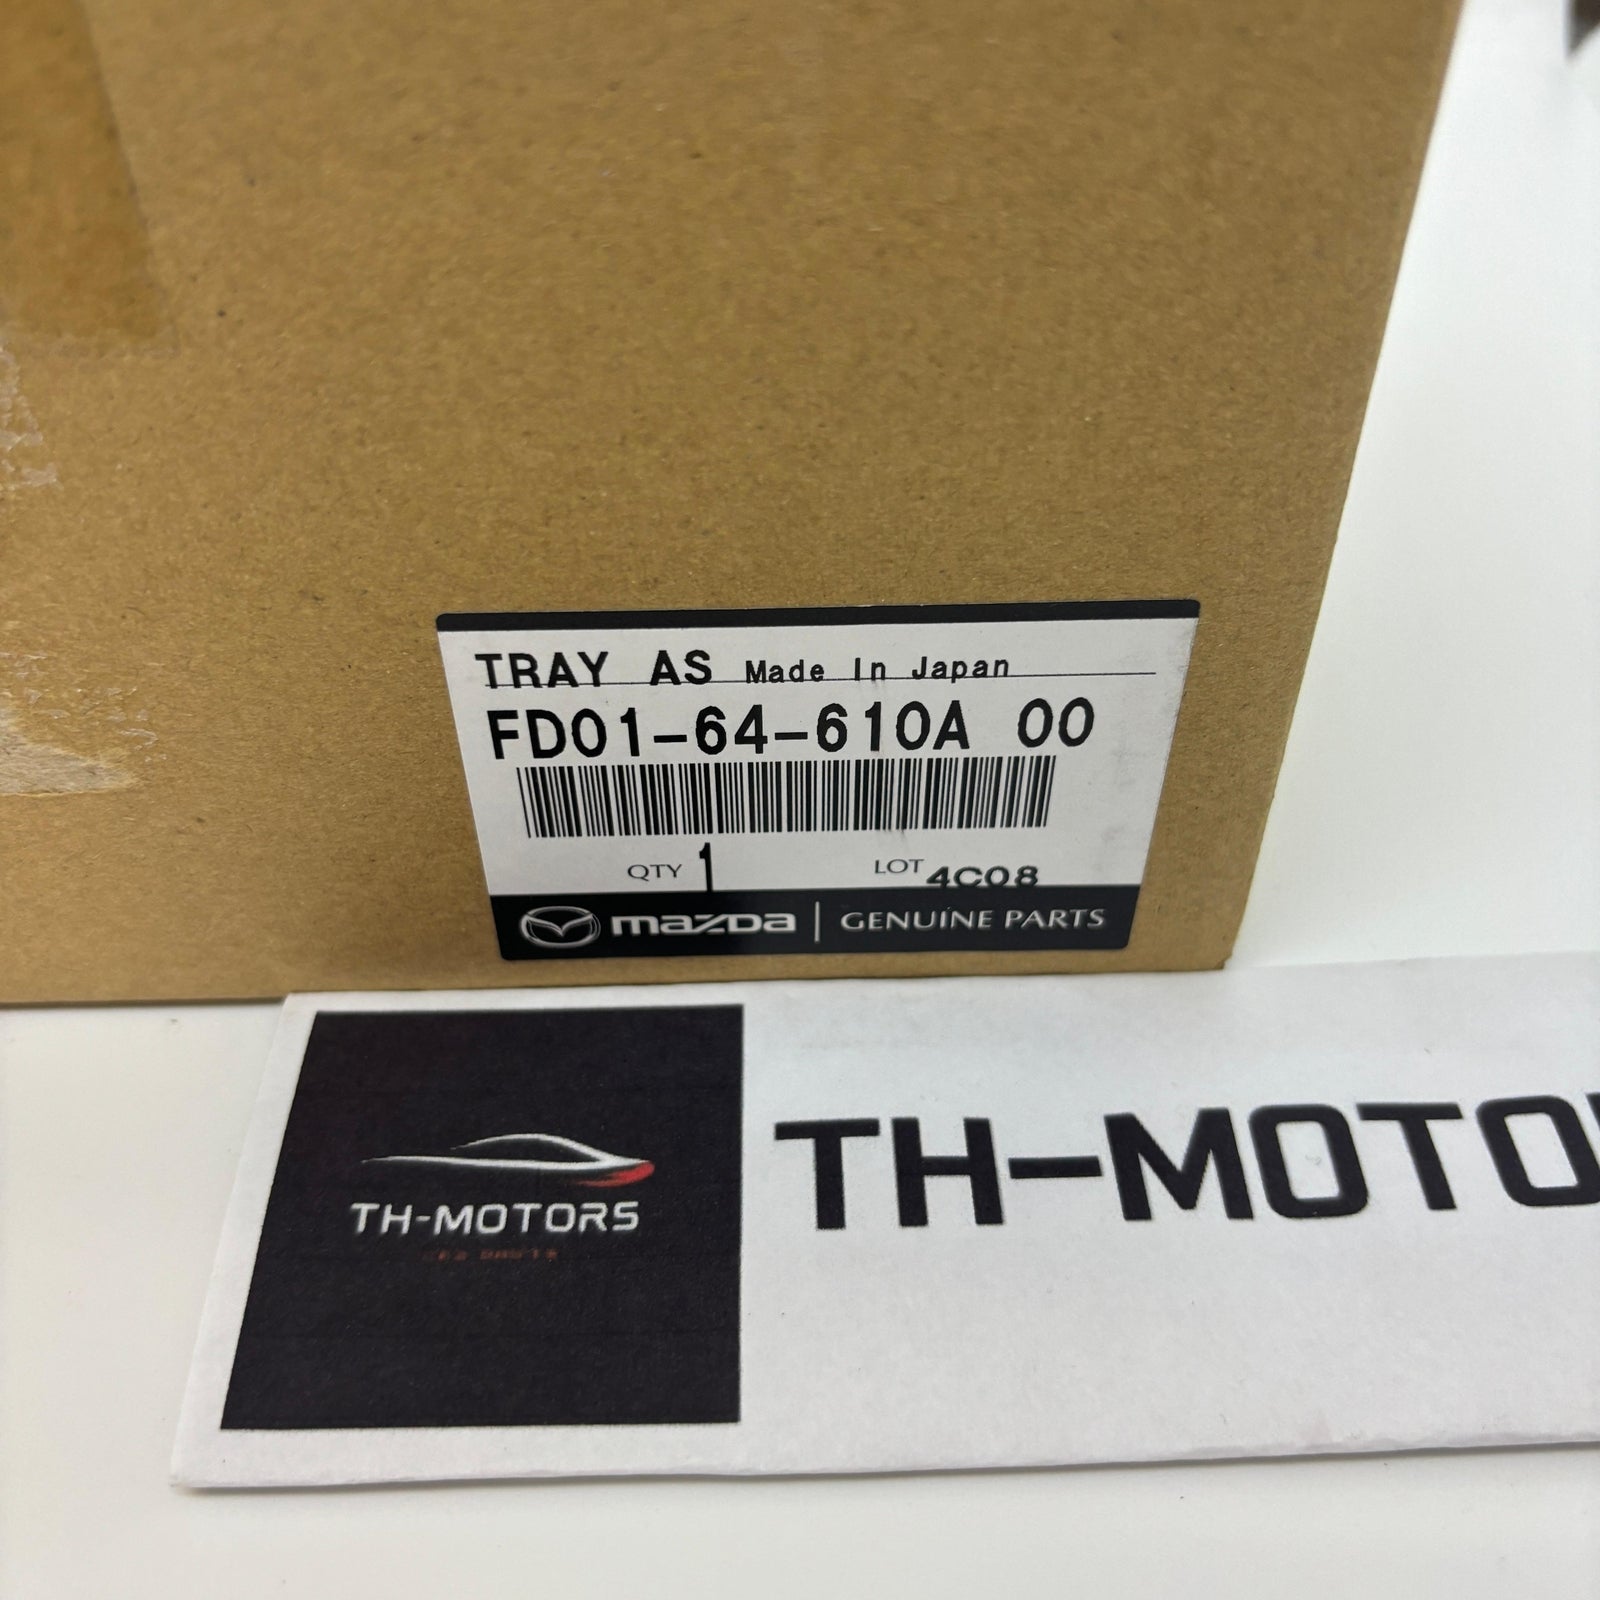 TRAY AS Made In Japan
FD01-64-610A 00
QTY 1 LOT 4C08
mazda | GENUINE PARTS
TH-MOTORS
TH-MOTO